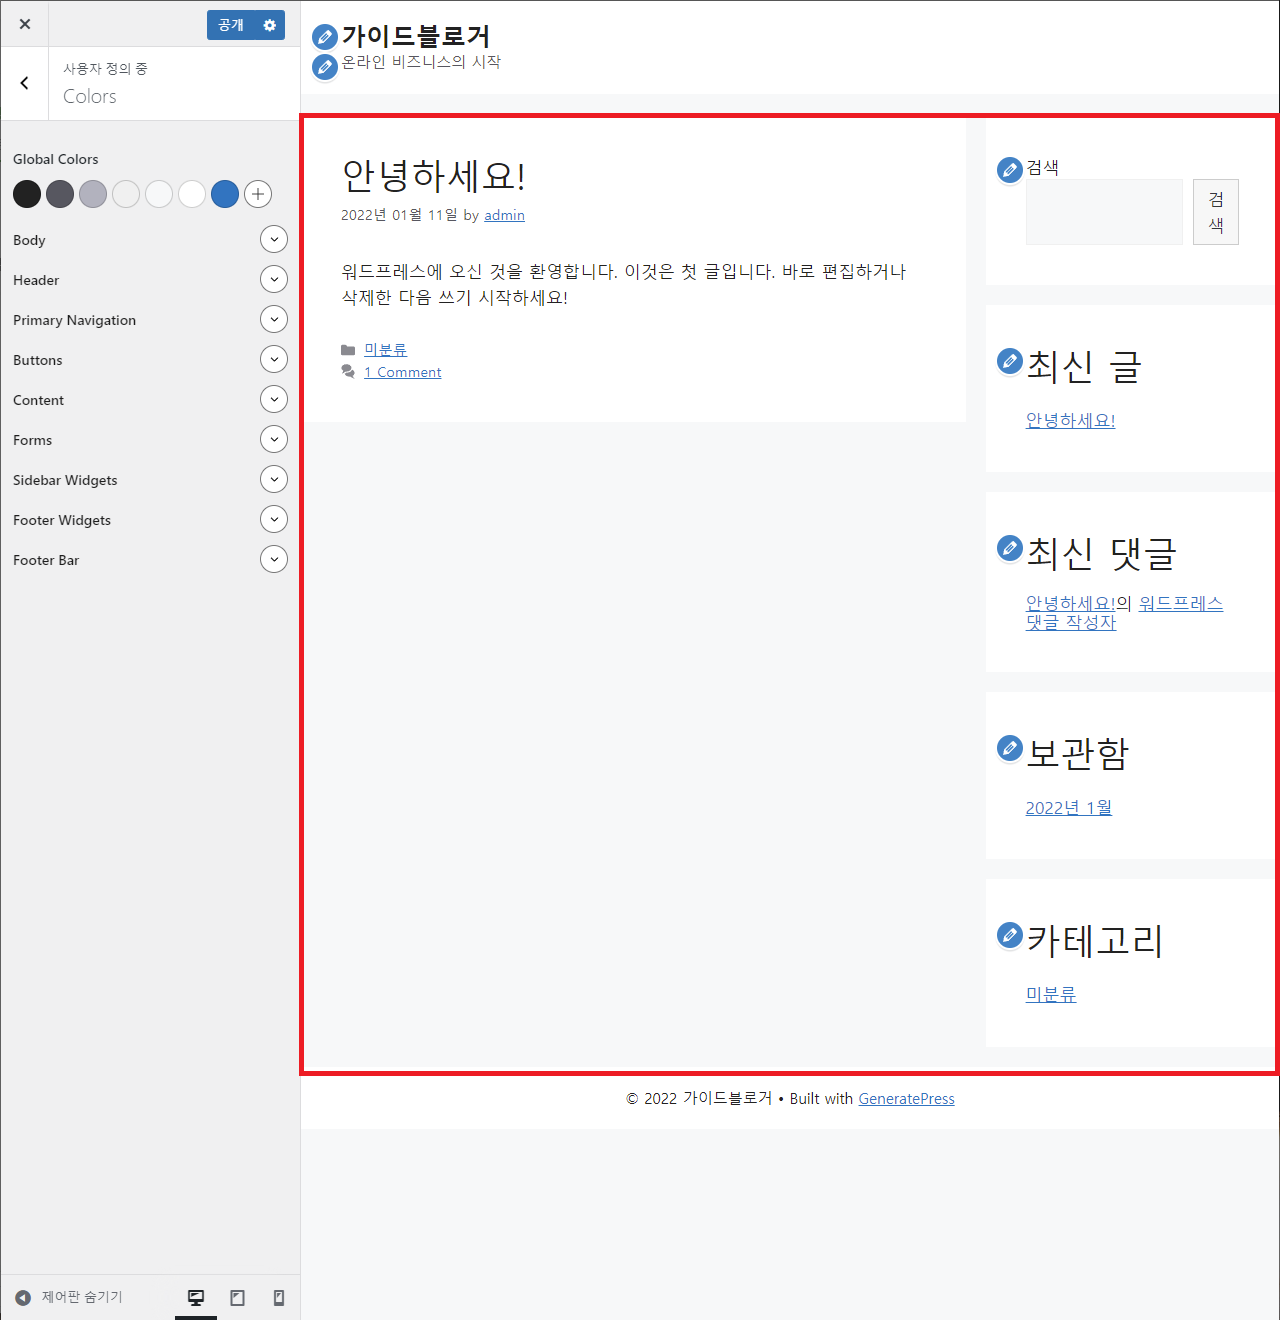 공개
사용자 정의 중
Colors
Global Colors
Body
Header
Primary Navigation
Buttons
Content
Forms
Sidebar Widgets
Footer Widgets
Footer Bar
제어판 숨기기
가이드블로거
온라인 비즈니스의 시작
안녕하세요!
2022년 01월 11일 by admin
워드프레스에 오신 것을 환영합니다. 이것은 첫 글입니다. 바로 편집하거나
삭제한 다음 쓰기 시작하세요!
미분류
1 Comment
검색
검
색
최신 글
안녕하세요!
최신 댓글
안녕하세요!의 워드프레스
댓글 작성자
보관함
2022년 1월
카테고리
미분류
© 2022 가이드블로거 • Built with GeneratePress